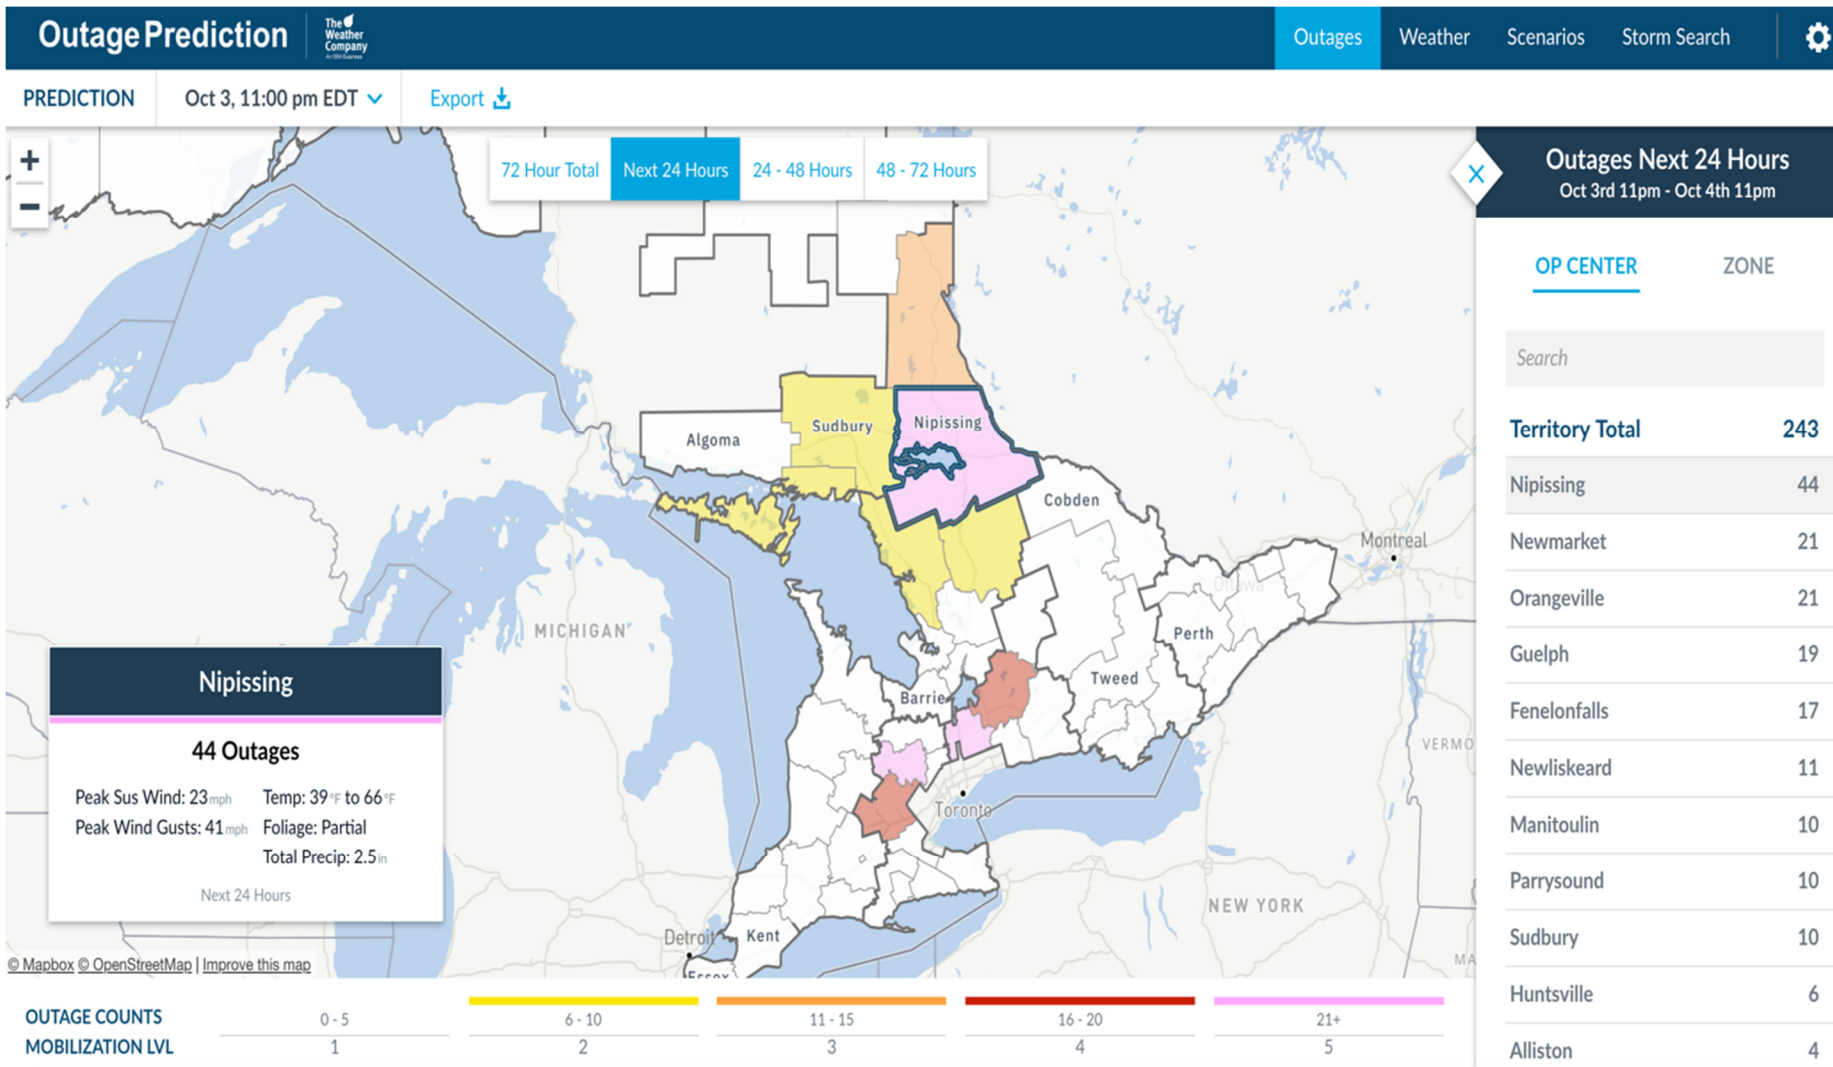 Outage Prediction
The
Weather
Company
An IBM Business
Outages
Weather
Scenarios
Storm Search
PREDICTION
Oct 3, 11:00 pm EDT
Export
+
−
72 Hour Total
Next 24 Hours
24 - 48 Hours
48 - 72 Hours
Algoma
Sudbury
Nipissing
Cobden
Montreal
Ottawa
MICHIGAN
Perth
Tweed
Barrie
VERMO
Toronto
NEW YORK
Detroit
Kent
MA
Essex
Nipissing
44 Outages
Peak Sus Wind: 23 mph
Temp: 39°F to 66°F
Peak Wind Gusts: 41 mph
Foliage: Partial
Total Precip: 2.5 in
Next 24 Hours
© Mapbox © OpenStreetMap | Improve this map
OUTAGE COUNTS
0 - 5
6 - 10
11 - 15
16 - 20
21+
MOBILIZATION LVL
1
2
3
4
5
Outages Next 24 Hours
Oct 3rd 11pm - Oct 4th 11pm
OP CENTER
ZONE
Search
Territory Total 243
Nipissing 44
Newmarket 21
Orangeville 21
Guelph 19
Fenelonfalls 17
Newliskeard 11
Manitoulin 10
Parrysound 10
Sudbury 10
Huntsville 6
Alliston 4